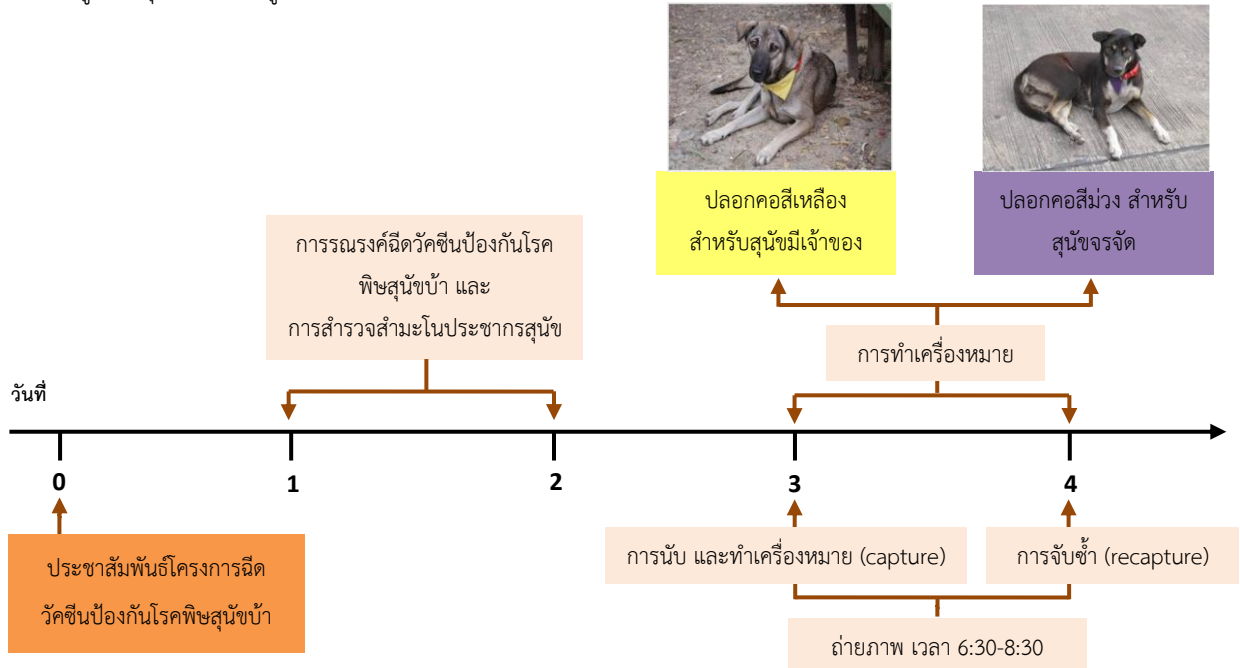 ปลอกคอสีเหลือง
สำหรับสุนัขมีเจ้าของ
ปลอกคอสีม่วง สำหรับ
สุนัขจรจัด
การรณรงค์ฉีดวัคซีนป้องกันโรค
พิษสุนัขบ้า และ
การสำรวจสำมะโนประชากรสุนัข
การทำเครื่องหมาย
วันที่
0
1
2
3
4
ประชาสัมพันธ์โครงการฉีด
วัคซีนป้องกันโรคพิษสุนัขบ้า
การนับ และทำเครื่องหมาย (capture)
การจับซ้ำ (recapture)
ถ่ายภาพ เวลา 6:30-8:30